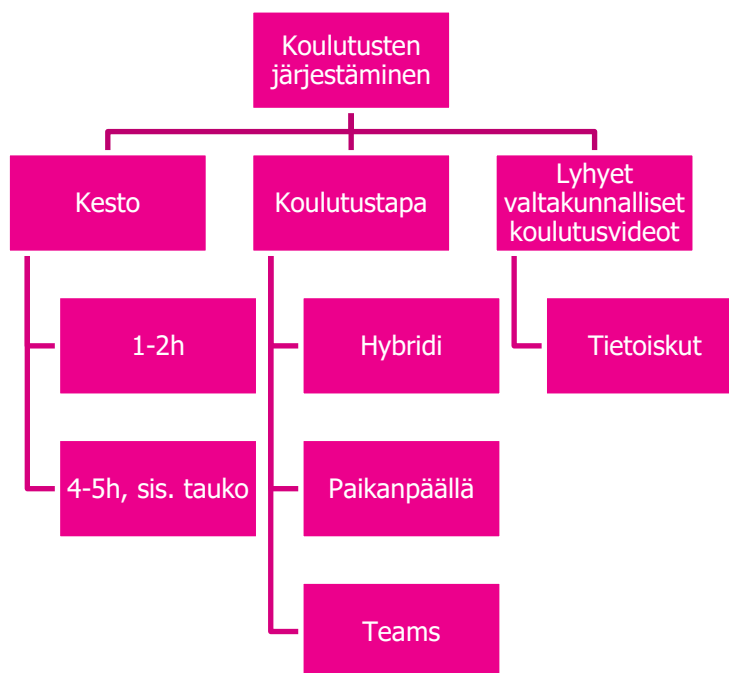 Koulutusten
järjestäminen
Kesto
Koulutustapa
Lyhyet
valtakunnalliset
koulutusvideot
1-2h
Hybridi
Tietoiskut
4-5h, sis. tauko
Paikanpäällä
Teams